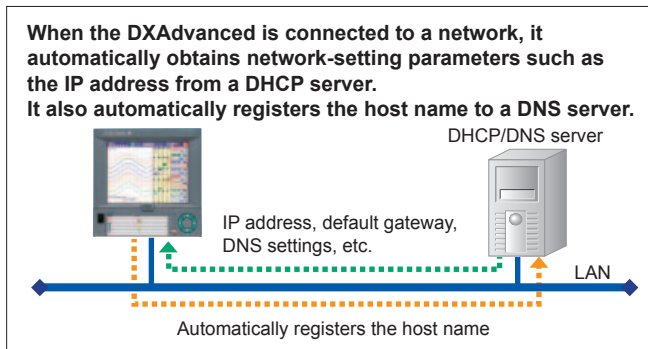 When the DXAdvanced is connected to a network, it
automatically obtains network-setting parameters such as
the IP address from a DHCP server.
It also automatically registers the host name to a DNS server.
DHCP/DNS server
IP address, default gateway,
DNS settings, etc.
LAN
Automatically registers the host name